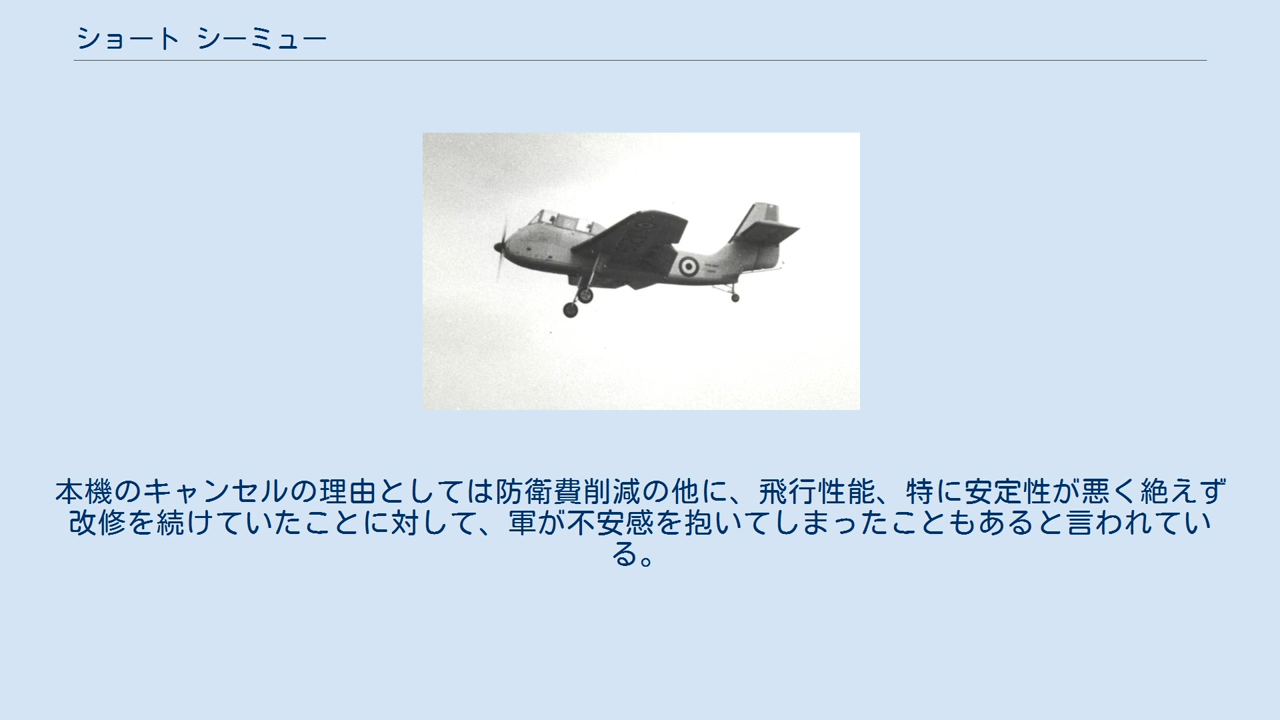 ショート シーミュー
本機のキャンセルの理由としては防衛費削減の他に、飛行性能、特に安定性が悪く絶えず
改修を続けていたことに対して、軍が不安感を抱いてしまったこともあると言われてい
る。